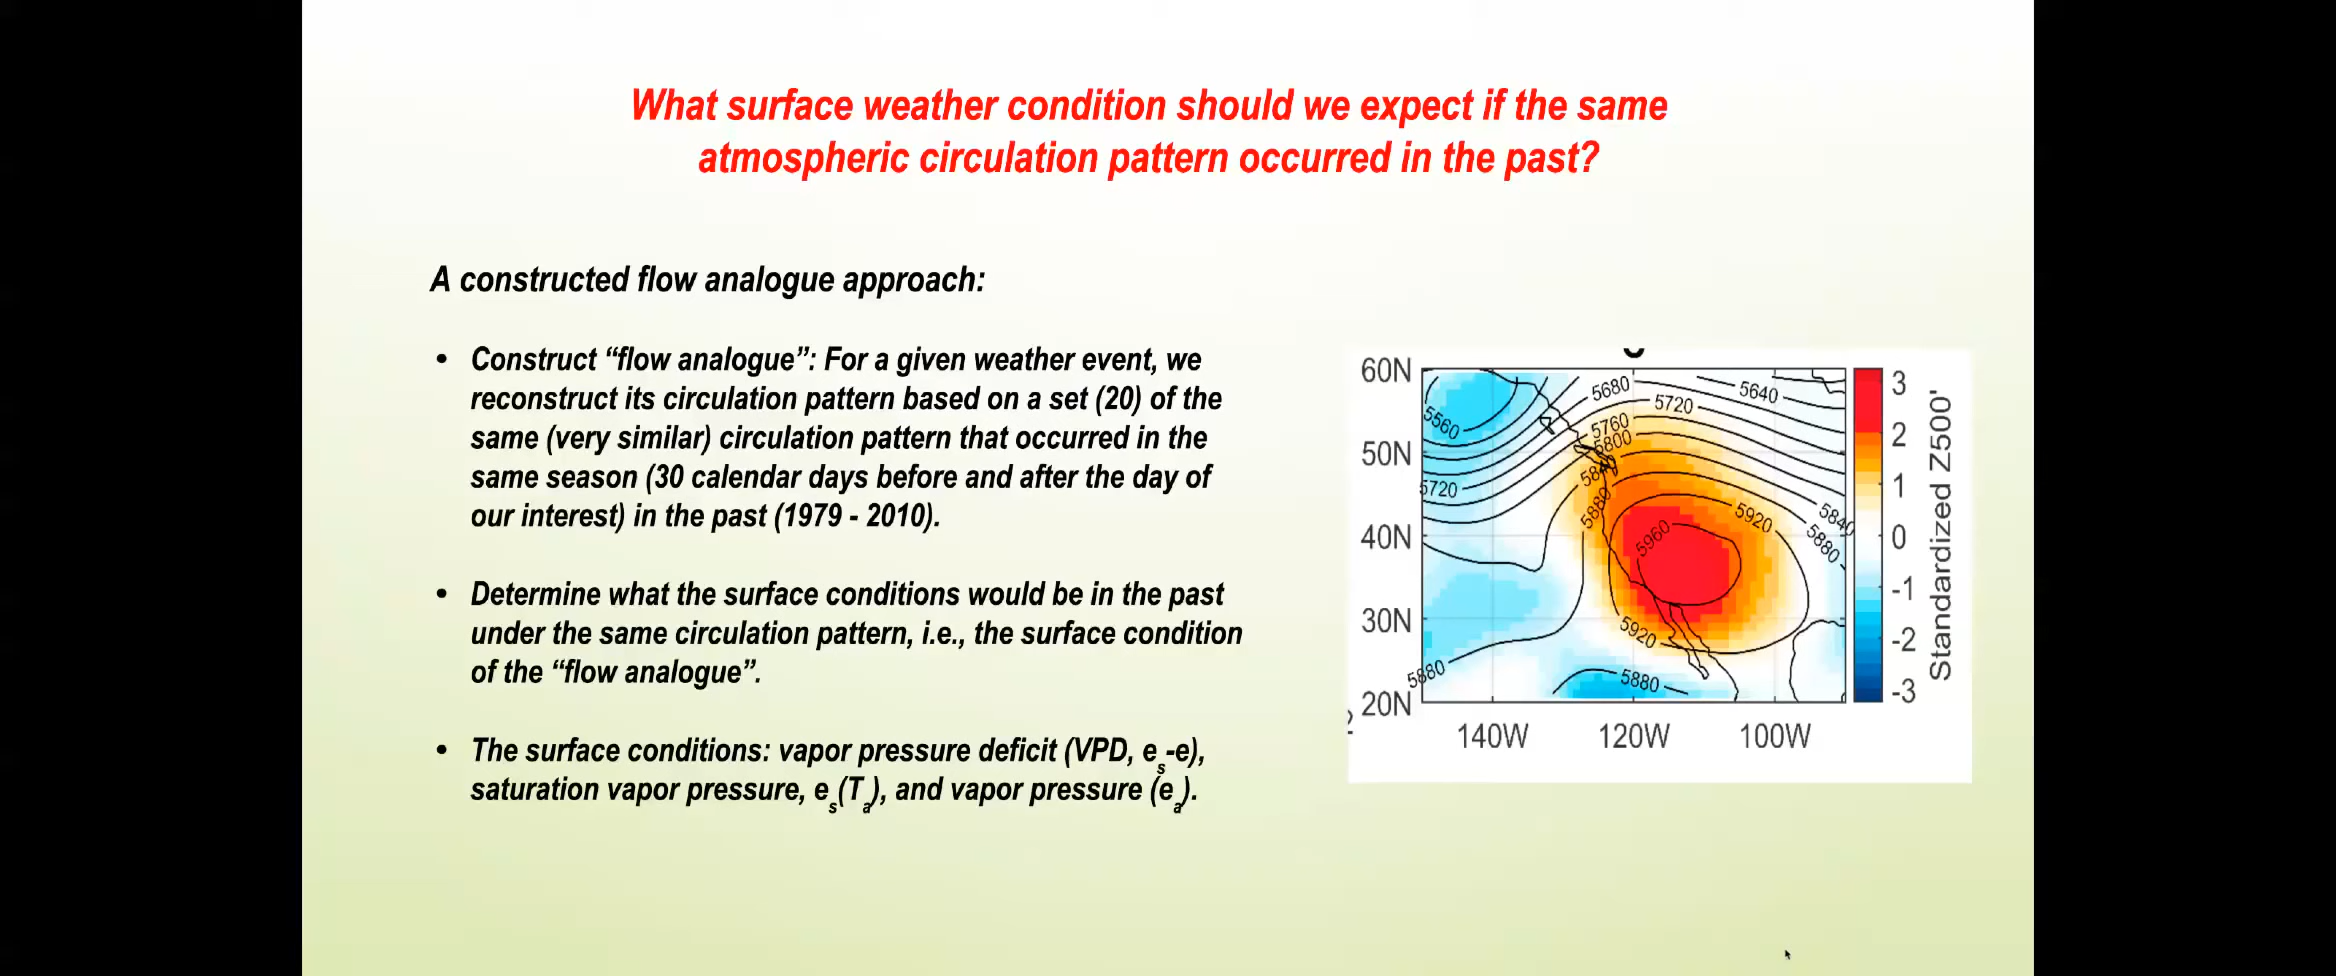 What surface weather condition should we expect if the same
atmospheric circulation pattern occurred in the past?
A constructed flow analogue approach:
• Construct “flow analogue”: For a given weather event, we
reconstruct its circulation pattern based on a set (20) of the
same (very similar) circulation pattern that occurred in the
same season (30 calendar days before and after the day of
our interest) in the past (1979 - 2010).
• Determine what the surface conditions would be in the past
under the same circulation pattern, i.e., the surface condition
of the “flow analogue”.
• The surface conditions: vapor pressure deficit (VPD, es-e),
saturation vapor pressure, es(Ta), and vapor pressure (ea).
60N
50N
40N
30N
20N
140W
120W
100W
5560
5680
5640
5720
5760
5800
5840
5720
5880
5920
5840
5880
5960
5920
5880
5880
3
2
1
0
-1
-2
-3
Standardized Z500'